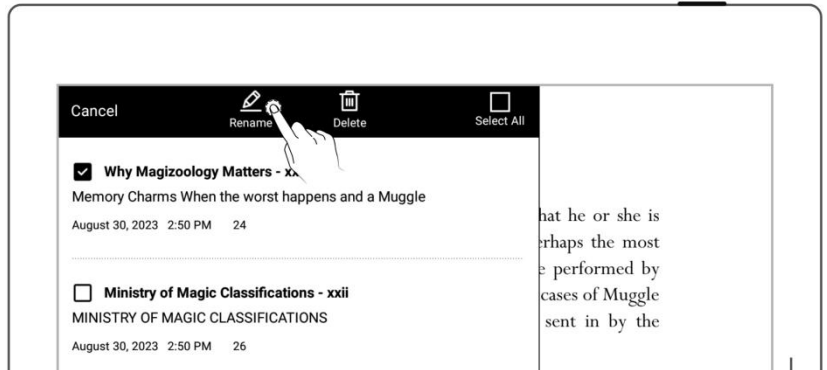 Cancel
Rename
Delete
Select All
Why Magizoology Matters -
Memory Charms When the worst happens and a Muggle
August 30, 2023 2:50 PM 24
Ministry of Magic Classifications - xxii
MINISTRY OF MAGIC CLASSIFICATIONS
August 30, 2023 2:50 PM 26
he or she is
the most
performed by
cases of Muggle
sent in by the